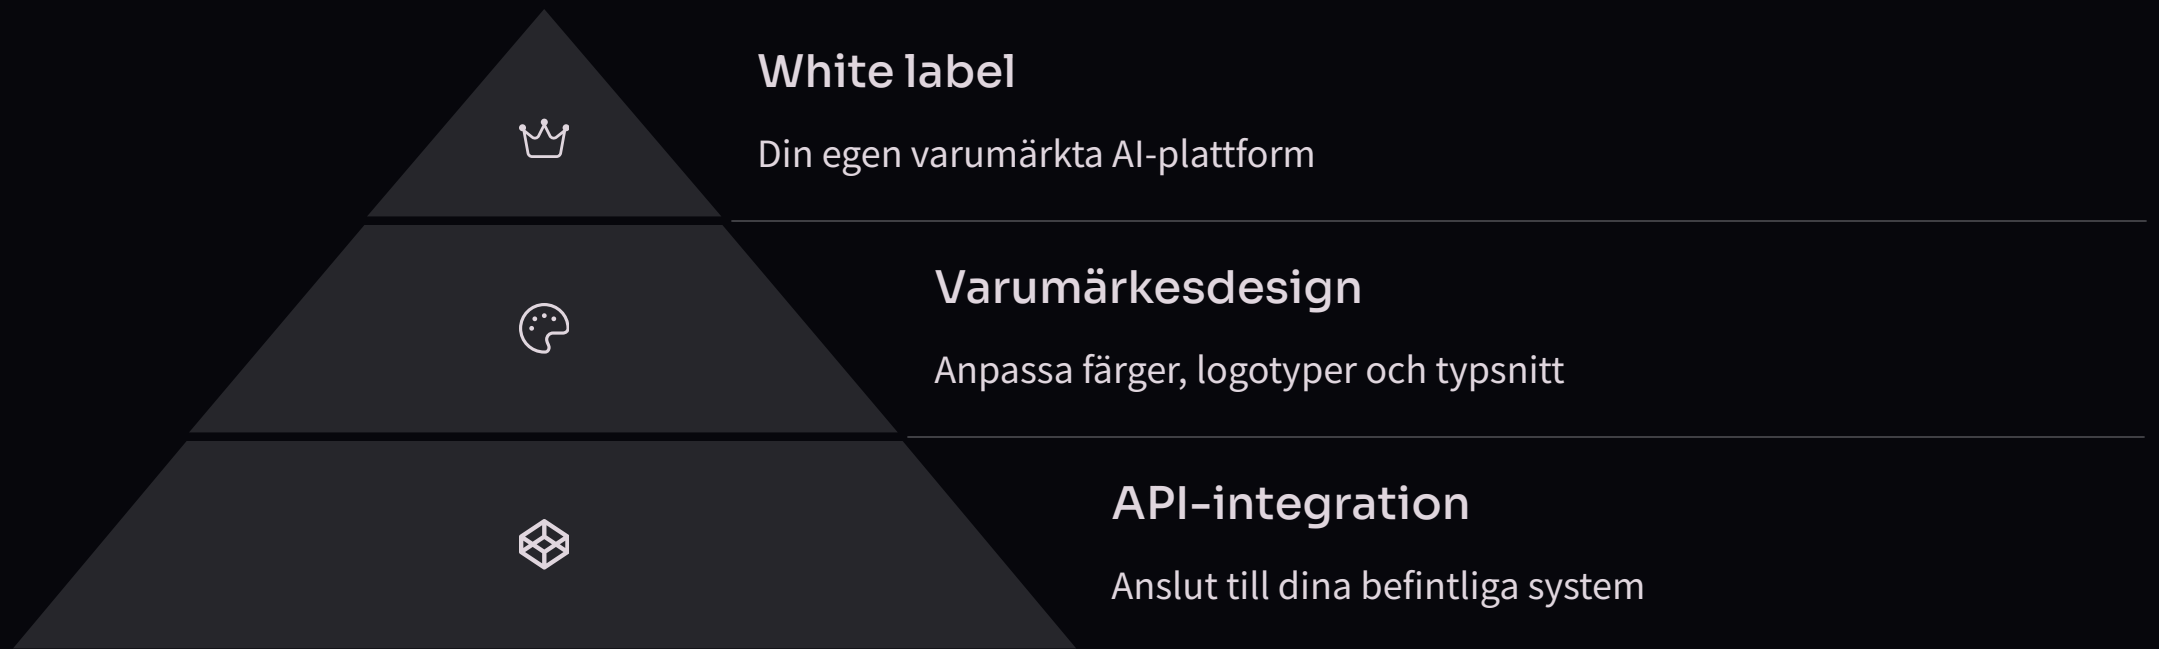 White label
Din egen varumärkta AI-plattform
Varumärkesdesign
Anpassa färger, logotyper och typsnitt
API-integration
Anslut till dina befintliga system